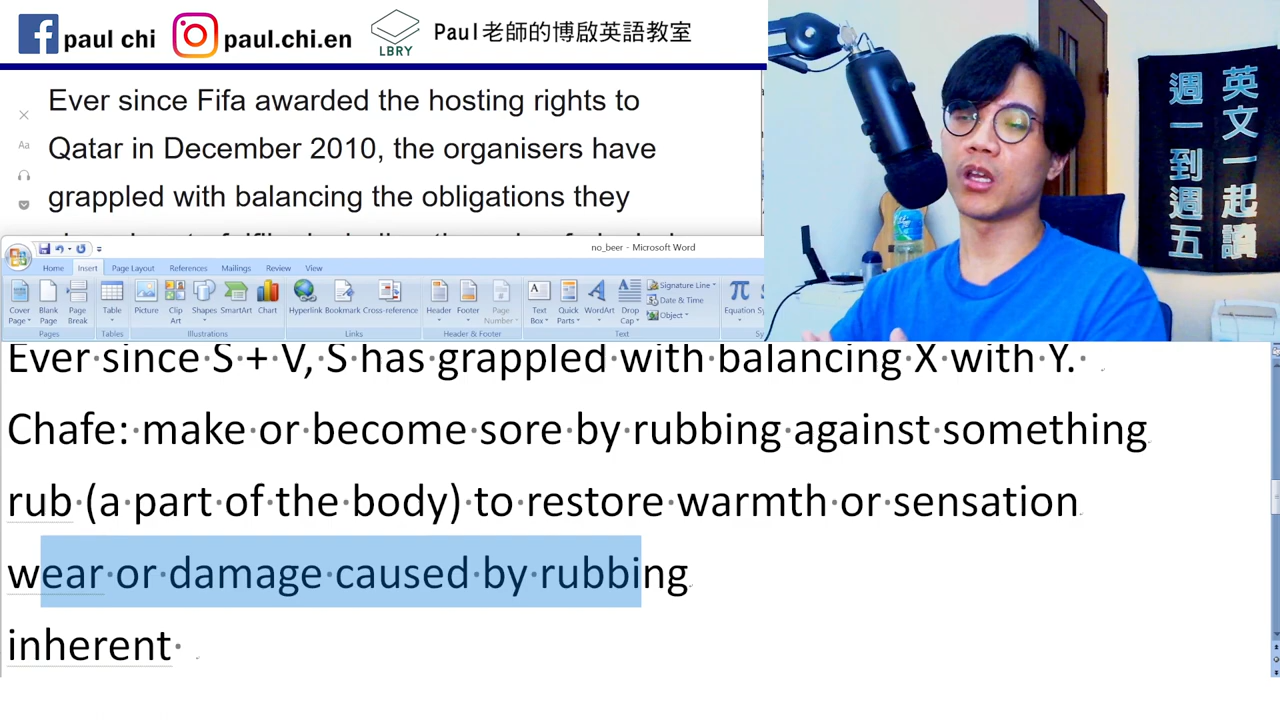 paul chi
paul.chi.en
LBRY
Paul老師的博啟英語教室
Ever since Fifa awarded the hosting rights to
Qatar in December 2010, the organisers have
grappled with balancing the obligations they
Aa
no_beer - Microsoft Word
Home Insert Page Layout References Mailings Review View
Cover Page
Blank Page
Page Break
Table
Picture
Clip Art
Shapes
SmartArt
Chart
Hyperlink
Bookmark
Cross-reference
Header
Footer
Page Number
Text Box
Quick Parts
WordArt
Drop Cap
Signature Line
Date & Time
Object
Equation
Pages
Tables
Illustrations
Links
Header & Footer
Text
Ever since S + V, S has grappled with balancing X with Y.
Chafe: make or become sore by rubbing against something
rub (a part of the body) to restore warmth or sensation
wear or damage caused by rubbing
inherent
英文一起讀
週一到週五